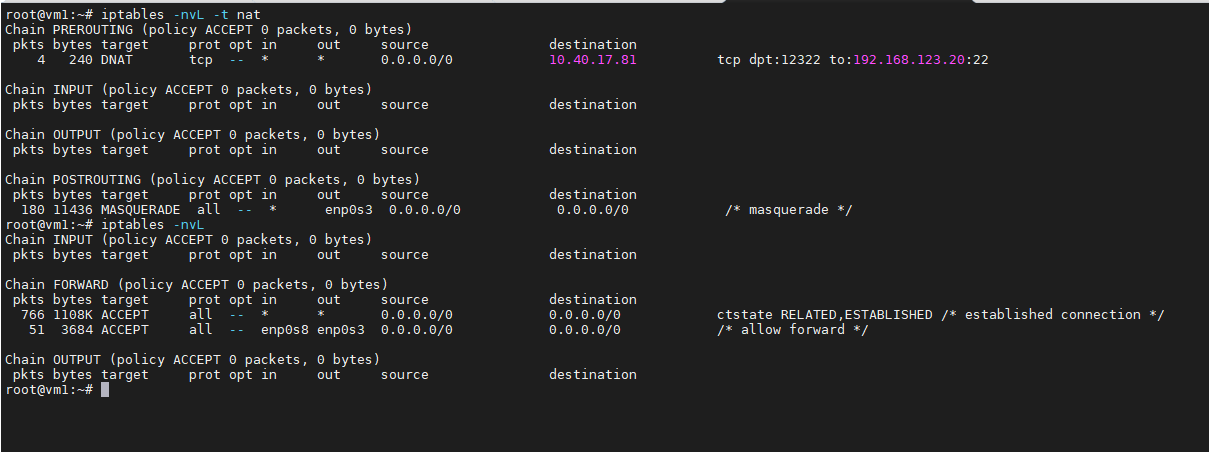 root@vm1:~# iptables -nvL -t nat
Chain PREROUTING (policy ACCEPT 0 packets, 0 bytes)
 pkts bytes target     prot opt in     out     source               destination
    4   240 DNAT       tcp  --  *      *       0.0.0.0/0            10.40.17.81          tcp dpt:12322 to:192.168.123.20:22

Chain INPUT (policy ACCEPT 0 packets, 0 bytes)
 pkts bytes target     prot opt in     out     source               destination

Chain OUTPUT (policy ACCEPT 0 packets, 0 bytes)
 pkts bytes target     prot opt in     out     source               destination

Chain POSTROUTING (policy ACCEPT 0 packets, 0 bytes)
 pkts bytes target     prot opt in     out     source               destination
  180 11436 MASQUERADE  all  --  *      enp0s3  0.0.0.0/0            0.0.0.0/0            /* masquerade */
root@vm1:~# iptables -nvL
Chain INPUT (policy ACCEPT 0 packets, 0 bytes)
 pkts bytes target     prot opt in     out     source               destination

Chain FORWARD (policy ACCEPT 0 packets, 0 bytes)
 pkts bytes target     prot opt in     out     source               destination
  766 1108K ACCEPT     all  --  *      *       0.0.0.0/0            0.0.0.0/0            ctstate RELATED,ESTABLISHED /* established connection */
   51  3684 ACCEPT     all  --  enp0s8 enp0s3  0.0.0.0/0            0.0.0.0/0            /* allow forward */

Chain OUTPUT (policy ACCEPT 0 packets, 0 bytes)
 pkts bytes target     prot opt in     out     source               destination
root@vm1:~#